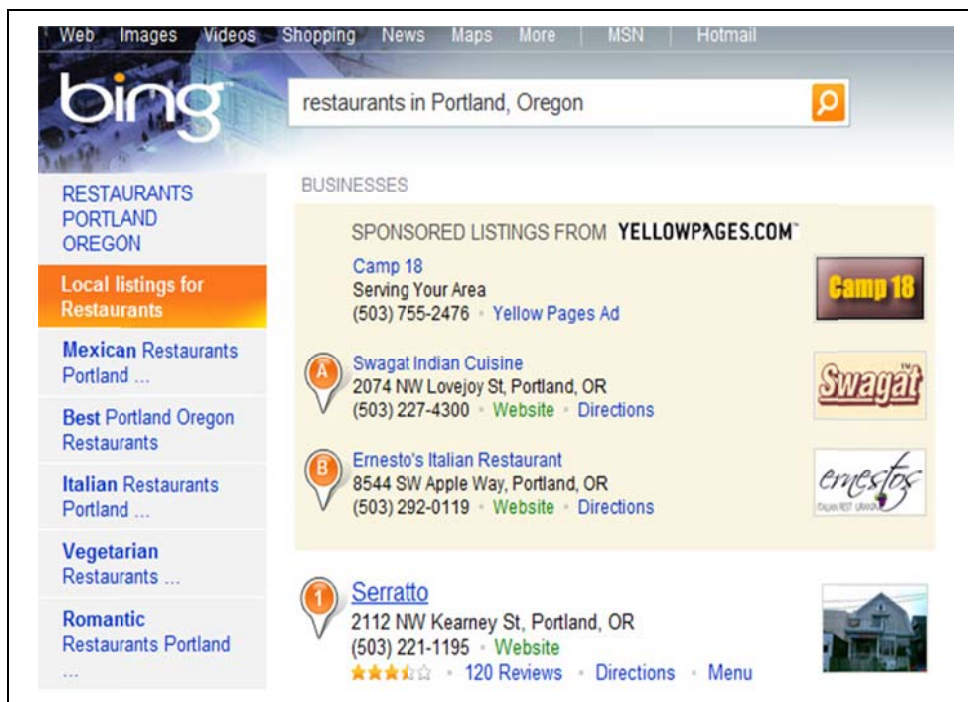 Web Images Videos Shopping News Maps More MSN Hotmail
bing
restaurants in Portland, Oregon
RESTAURANTS
PORTLAND
OREGON
Local listings for
Restaurants
Mexican Restaurants
Portland ...
Best Portland Oregon
Restaurants
Italian Restaurants
Portland ...
Vegetarian
Restaurants ...
Romantic
Restaurants Portland
...
BUSINESSES
SPONSORED LISTINGS FROM YELLOWPAGES.COM™
Camp 18
Serving Your Area
(503) 755-2476 • Yellow Pages Ad
Camp 18
A
Swagat Indian Cuisine
2074 NW Lovejoy St, Portland, OR
(503) 227-4300 • Website • Directions
Swagat™
B
Ernesto's Italian Restaurant
8544 SW Apple Way, Portland, OR
(503) 292-0119 • Website • Directions
ernestos
1
Serratto
2112 NW Kearney St, Portland, OR
(503) 221-1195 • Website
120 Reviews • Directions • Menu